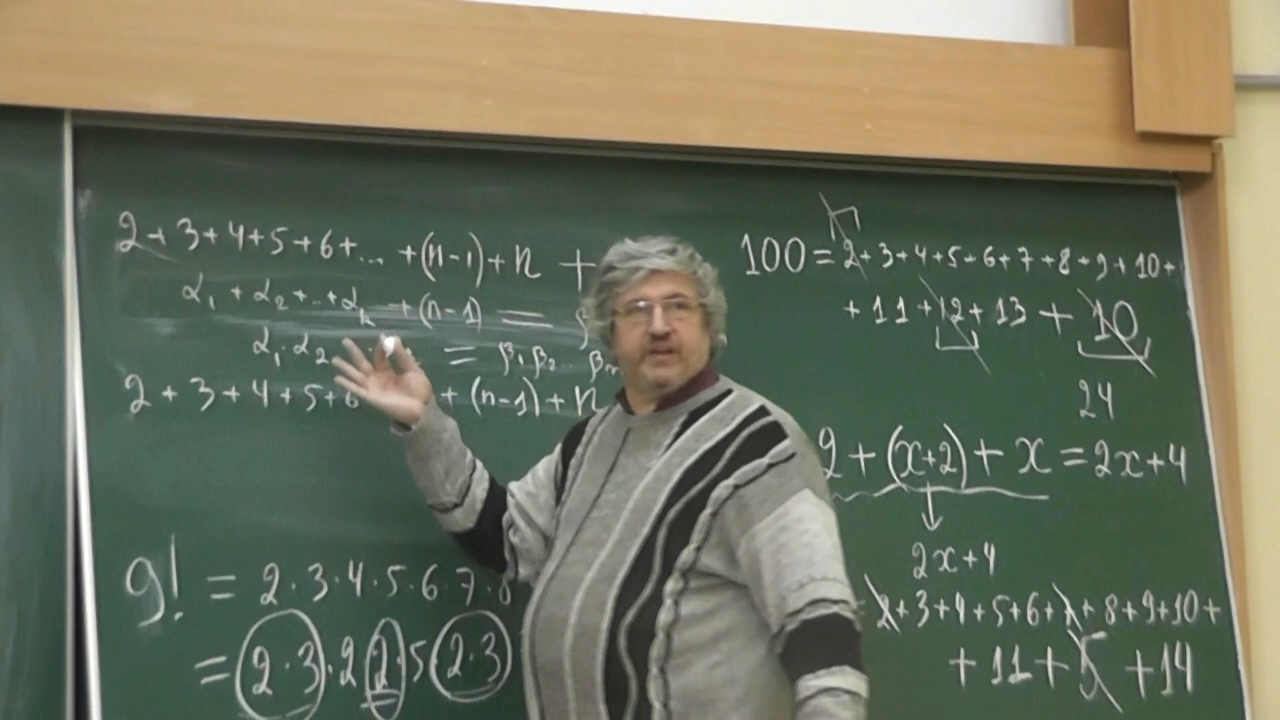 2+3+4+5+6+... +(n-1)+n +
α₁ + α₂ +..+αₖ +(n-1) =
α₁·α₂ = β₁β₂..βₘ
2+3+4+5+6 +(n-1)+n
9! = 2·3·4·5·6·7·
= 2·3·2·2·5·2·3
100=2+3+4+5+6+7+8+9+10+
+11+12+13+10
24
2+(x+2)+x=2x+4
2x+4
2+3+4+5+6+7+8+9+10+
+11+5+14